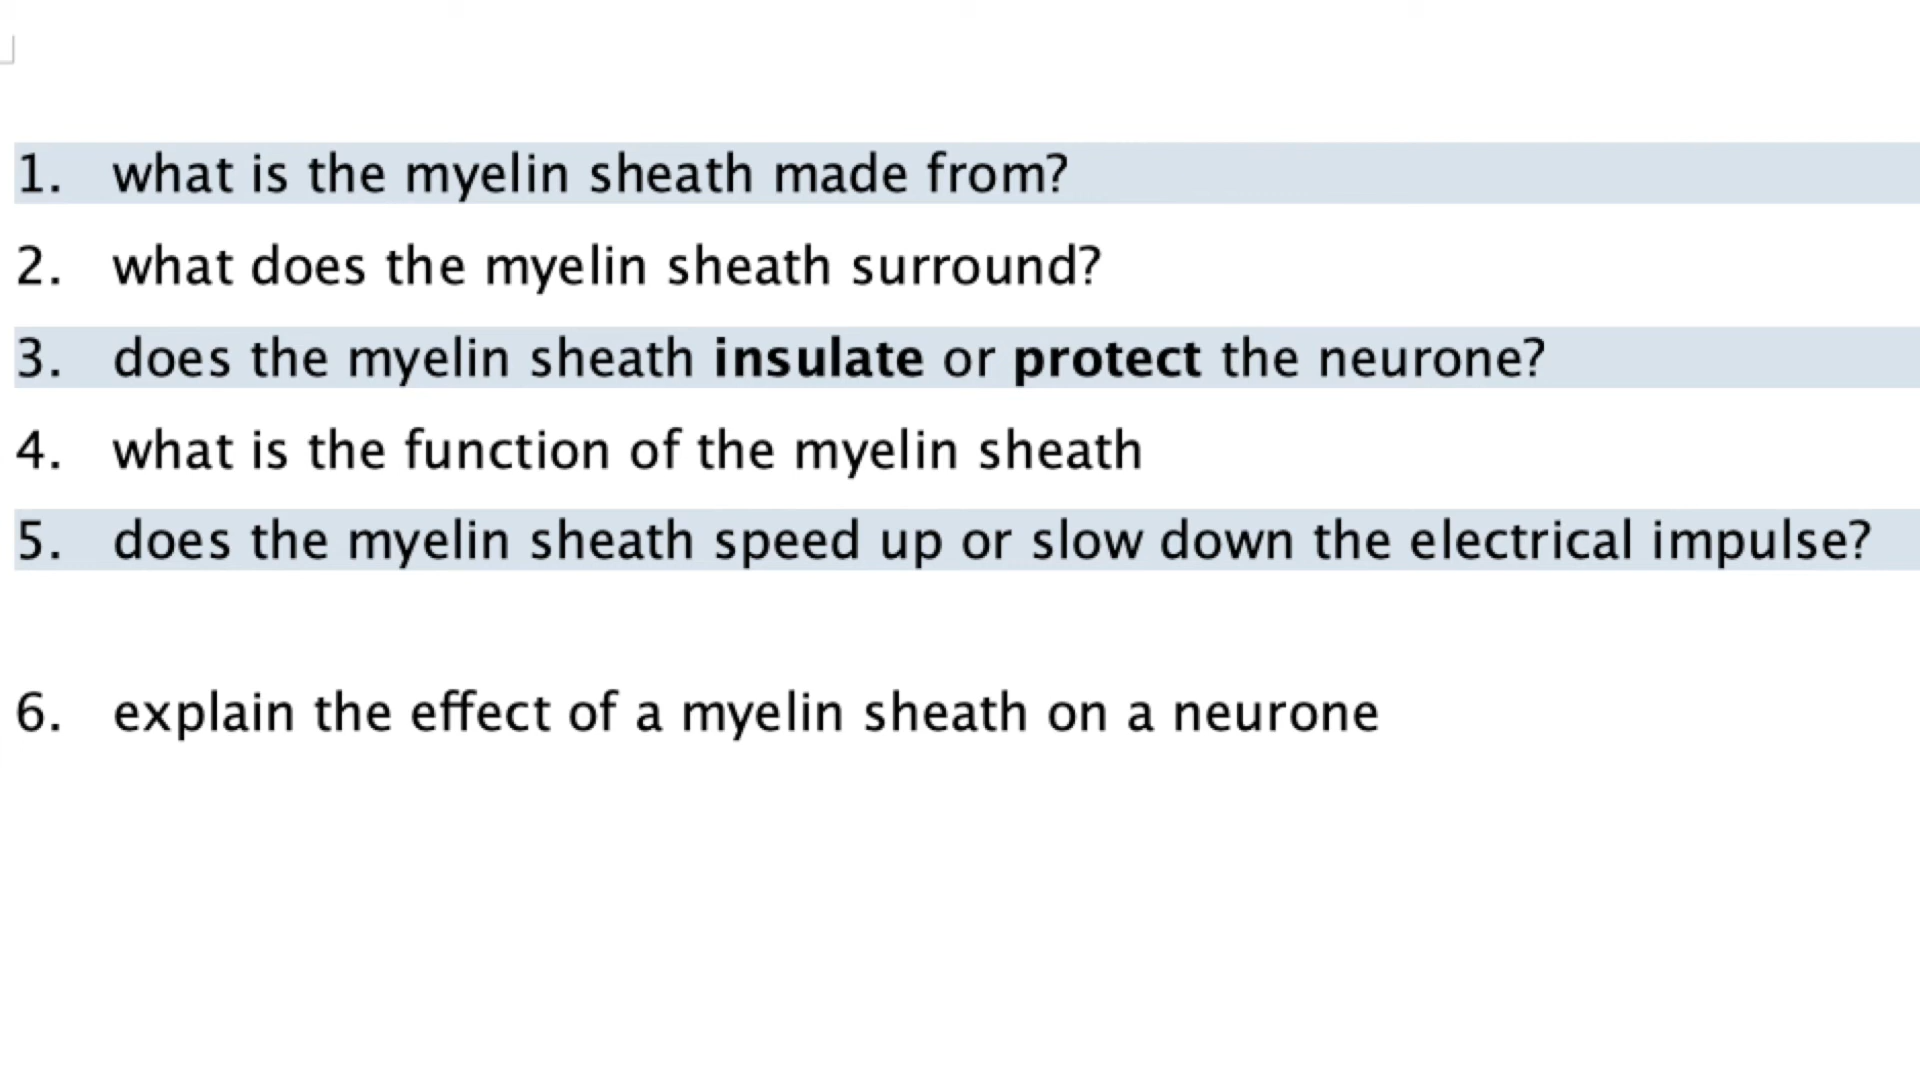 1. what is the myelin sheath made from?
2. what does the myelin sheath surround?
3. does the myelin sheath insulate or protect the neurone?
4. what is the function of the myelin sheath
5. does the myelin sheath speed up or slow down the electrical impulse?
6. explain the effect of a myelin sheath on a neurone